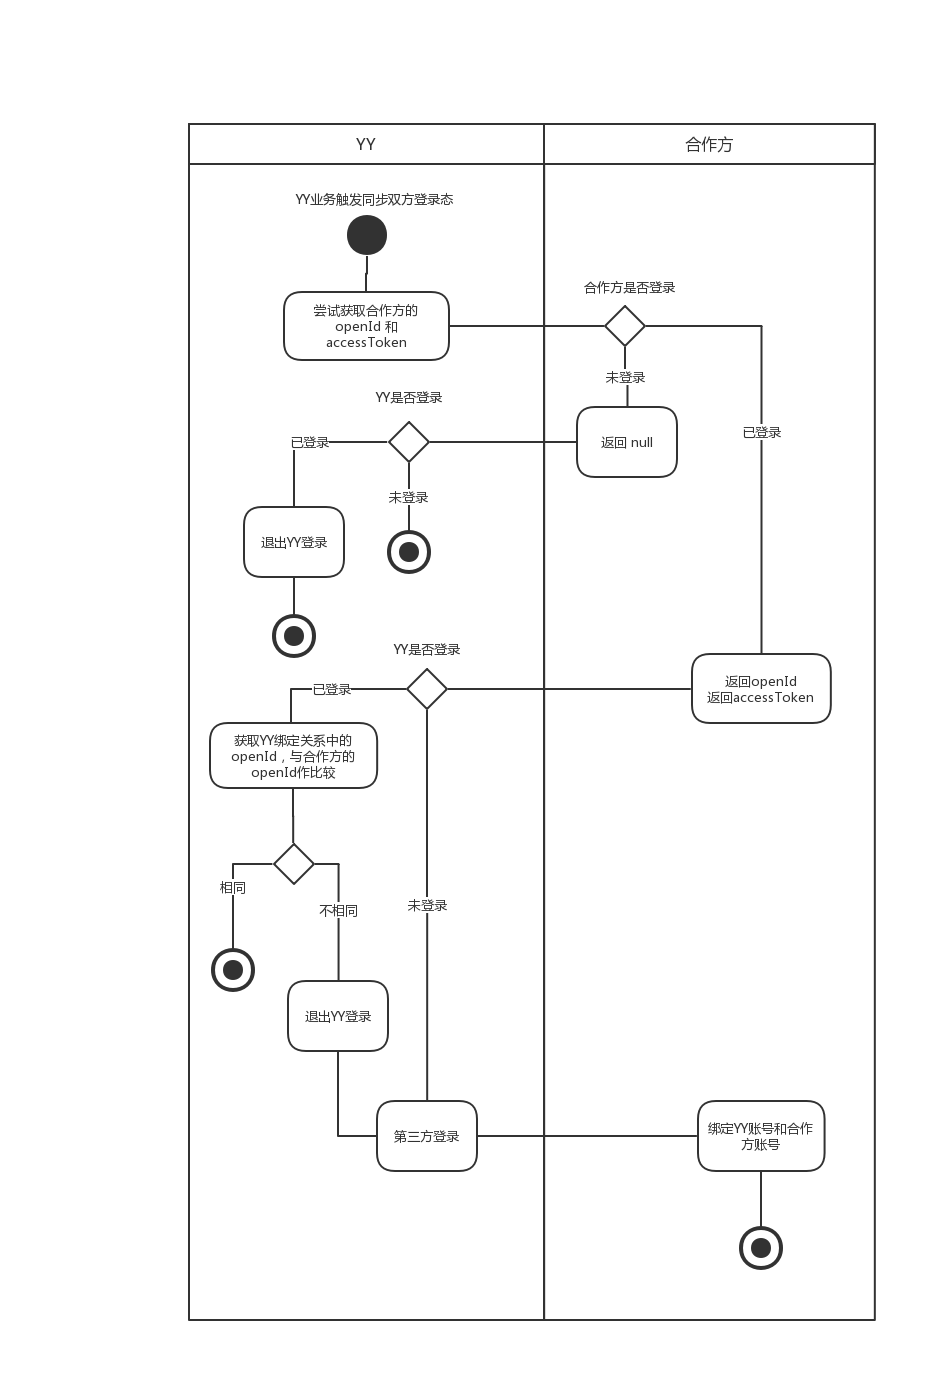 YY
合作方
YY业务触发同步双方登录态
尝试获取合作方的
openId 和
accessToken
合作方是否登录
未登录
已登录
返回 null
YY是否登录
已登录
未登录
退出YY登录
YY是否登录
返回openId
返回accessToken
已登录
获取YY绑定关系中的
openId，与合作方的
openId作比较
相同
不相同
未登录
退出YY登录
第三方登录
绑定YY账号和合作
方账号